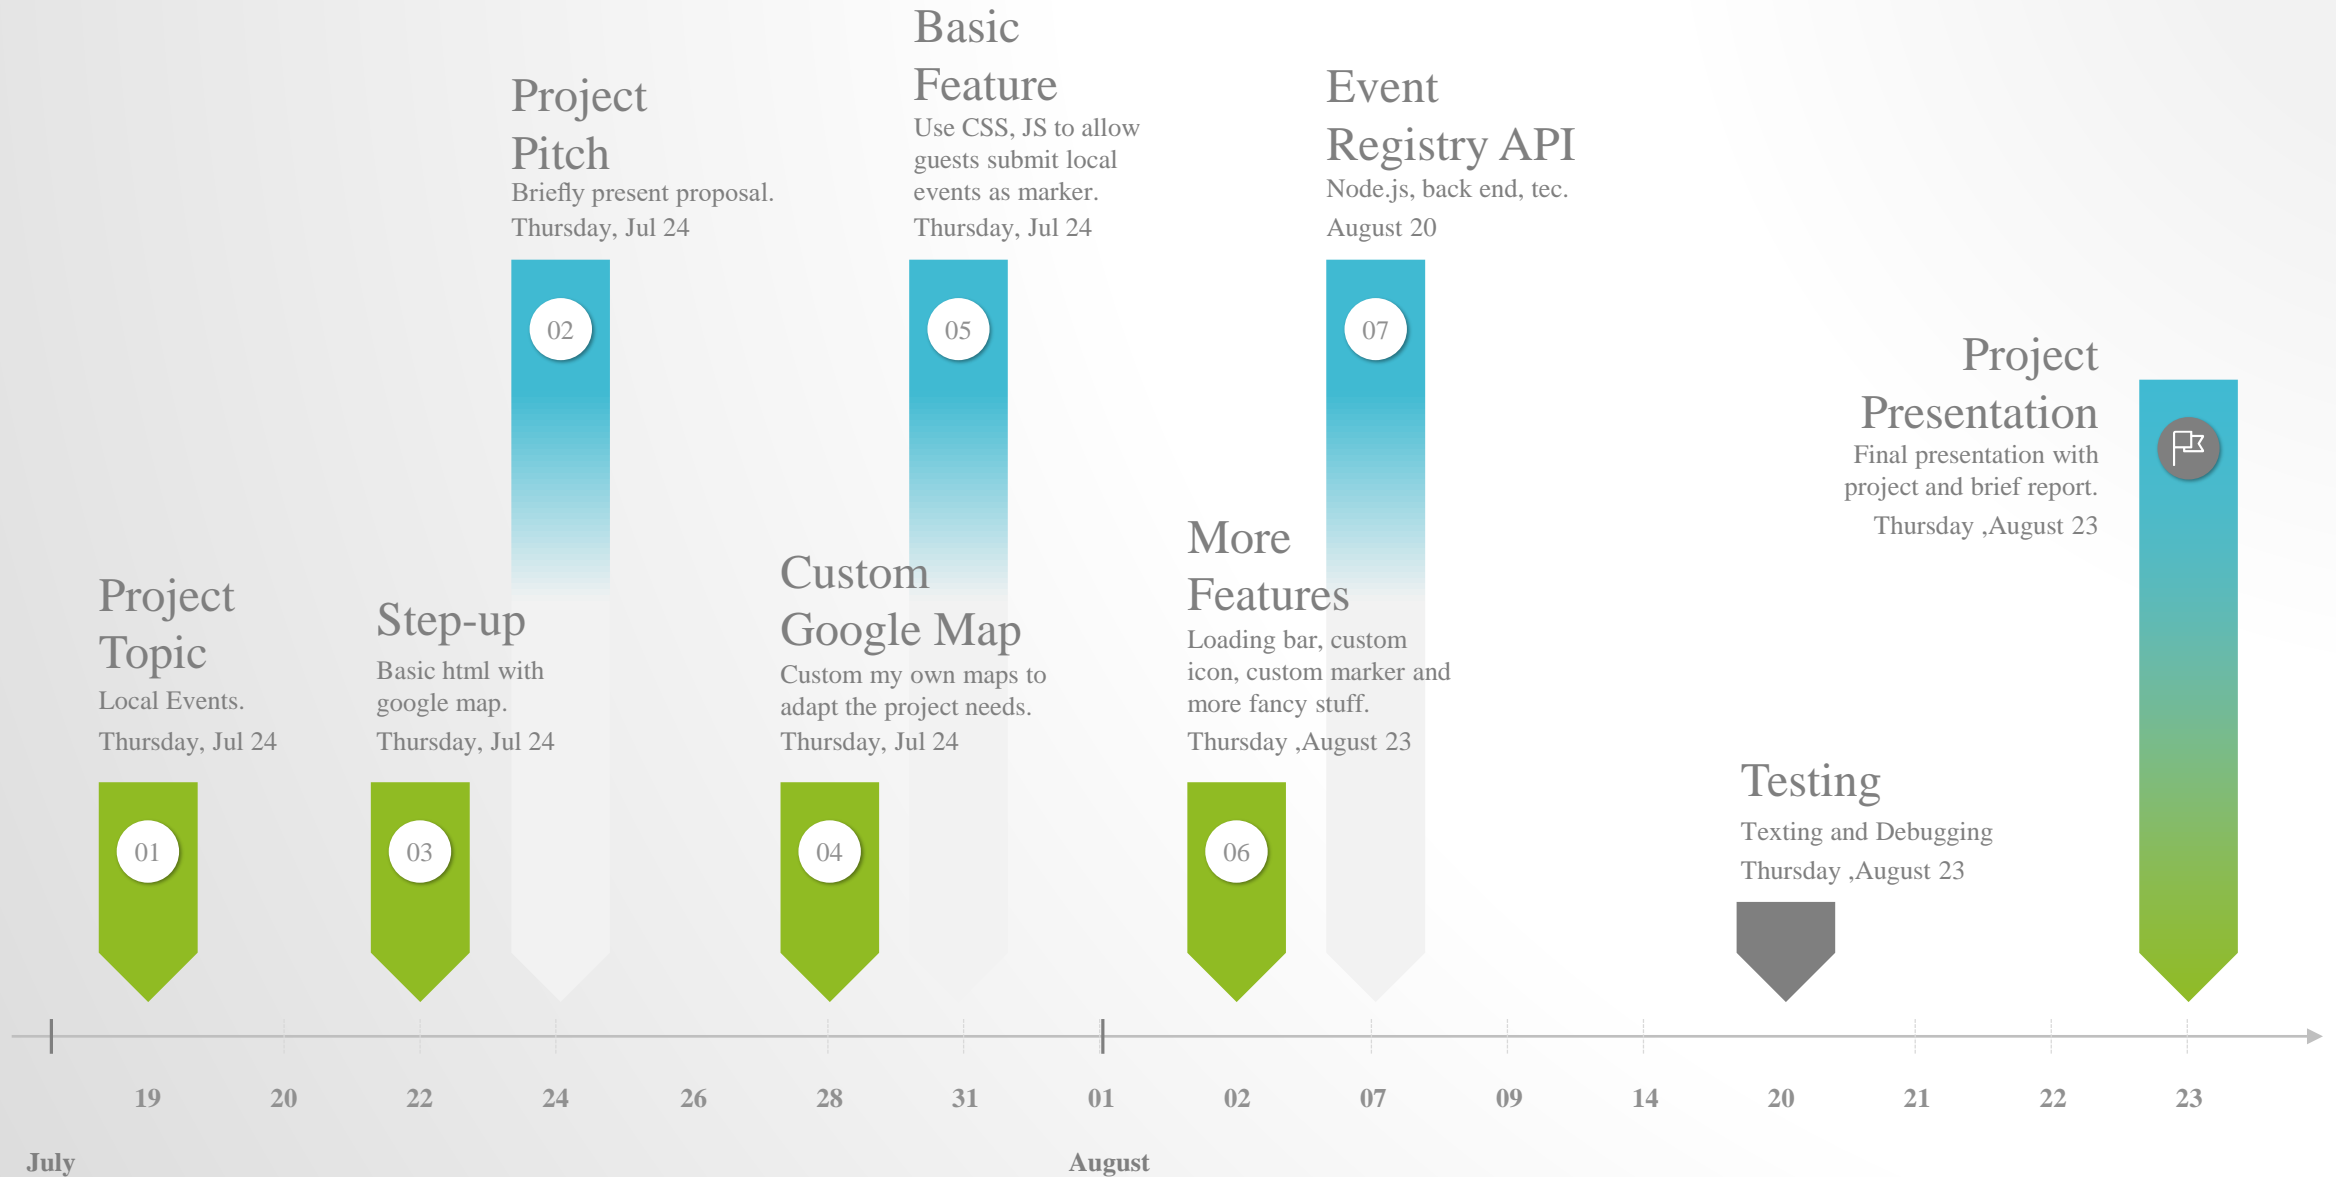 Basic
Feature
Use CSS, JS to allow
guests submit local
events as marker.
Thursday, Jul 24
Project
Pitch
Briefly present proposal.
Thursday, Jul 24
Event
Registry API
Node.js, back end, tec.
August 20
02
05
07
Project
Presentation
Final presentation with
project and brief report.
Thursday ,August 23
Project
Topic
Local Events.
Thursday, Jul 24
Step-up
Basic html with
google map.
Thursday, Jul 24
Custom
Google Map
Custom my own maps to
adapt the project needs.
Thursday, Jul 24
More
Features
Loading bar, custom
icon, custom marker and
more fancy stuff.
Thursday ,August 23
Testing
Texting and Debugging
Thursday ,August 23
01
03
04
06
19 20 22 24 26 28 31 01 02 07 09 14 20 21 22 23
July August